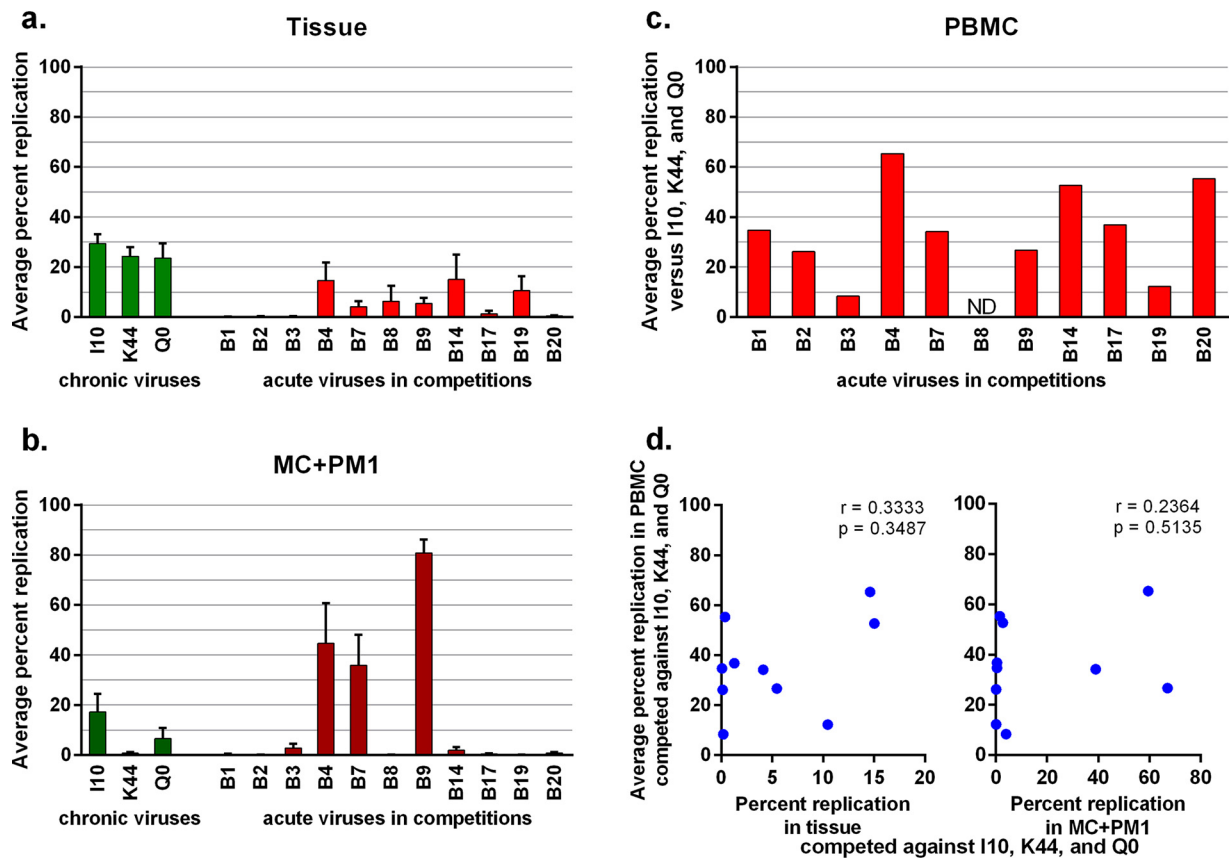 a.
Tissue
Average percent replication
100
80
60
40
20
0
I10 K44 Q0 B1 B2 B3 B4 B7 B8 B9 B14 B17 B19 B20
chronic viruses acute viruses in competitions
b.
MC+PM1
Average percent replication
100
80
60
40
20
0
I10 K44 Q0 B1 B2 B3 B4 B7 B8 B9 B14 B17 B19 B20
chronic viruses acute viruses in competitions
c.
PBMC
Average percent replication
versus I10, K44, and Q0
100
80
60
40
20
0
ND
B1 B2 B3 B4 B7 B8 B9 B14 B17 B19 B20
acute viruses in competitions
d.
Average percent replication in PBMC
competed against I10, K44, and Q0
100
80
60
40
20
0
r = 0.3333
p = 0.3487
0 5 10 15 20
Percent replication
in tissue
100
80
60
40
20
0
r = 0.2364
p = 0.5135
0 20 40 60 80
Percent replication
in MC+PM1
competed against I10, K44, and Q0